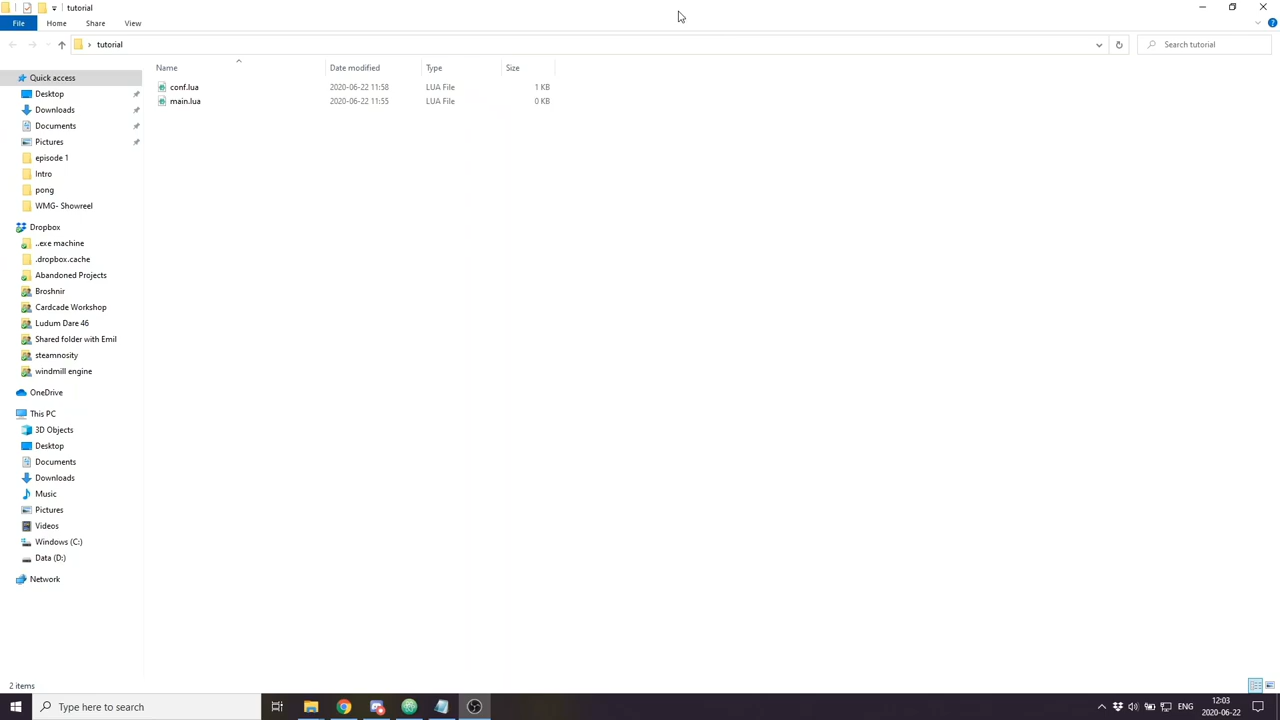 tutorial
File Home Share View
tutorial
Search tutorial
Name Date modified Type Size
conf.lua 2020-06-22 11:58 LUA File 1 KB
main.lua 2020-06-22 11:55 LUA File 0 KB
Quick access
Desktop
Downloads
Documents
Pictures
episode 1
Intro
pong
WMG- Showreel
Dropbox
..exe machine
.dropbox.cache
Abandoned Projects
Broshnir
Cardcade Workshop
Ludum Dare 46
Shared folder with Emil
steamnosity
windmill engine
OneDrive
This PC
3D Objects
Desktop
Documents
Downloads
Music
Pictures
Videos
Windows (C:)
Data (D:)
Network
2 items
Type here to search
ENG
12:03
2020-06-22